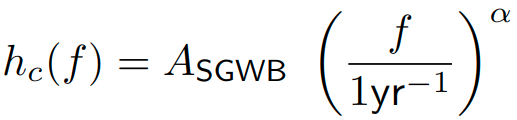 h_c(f) = A_SGWB (f / 1yr^−1)^α